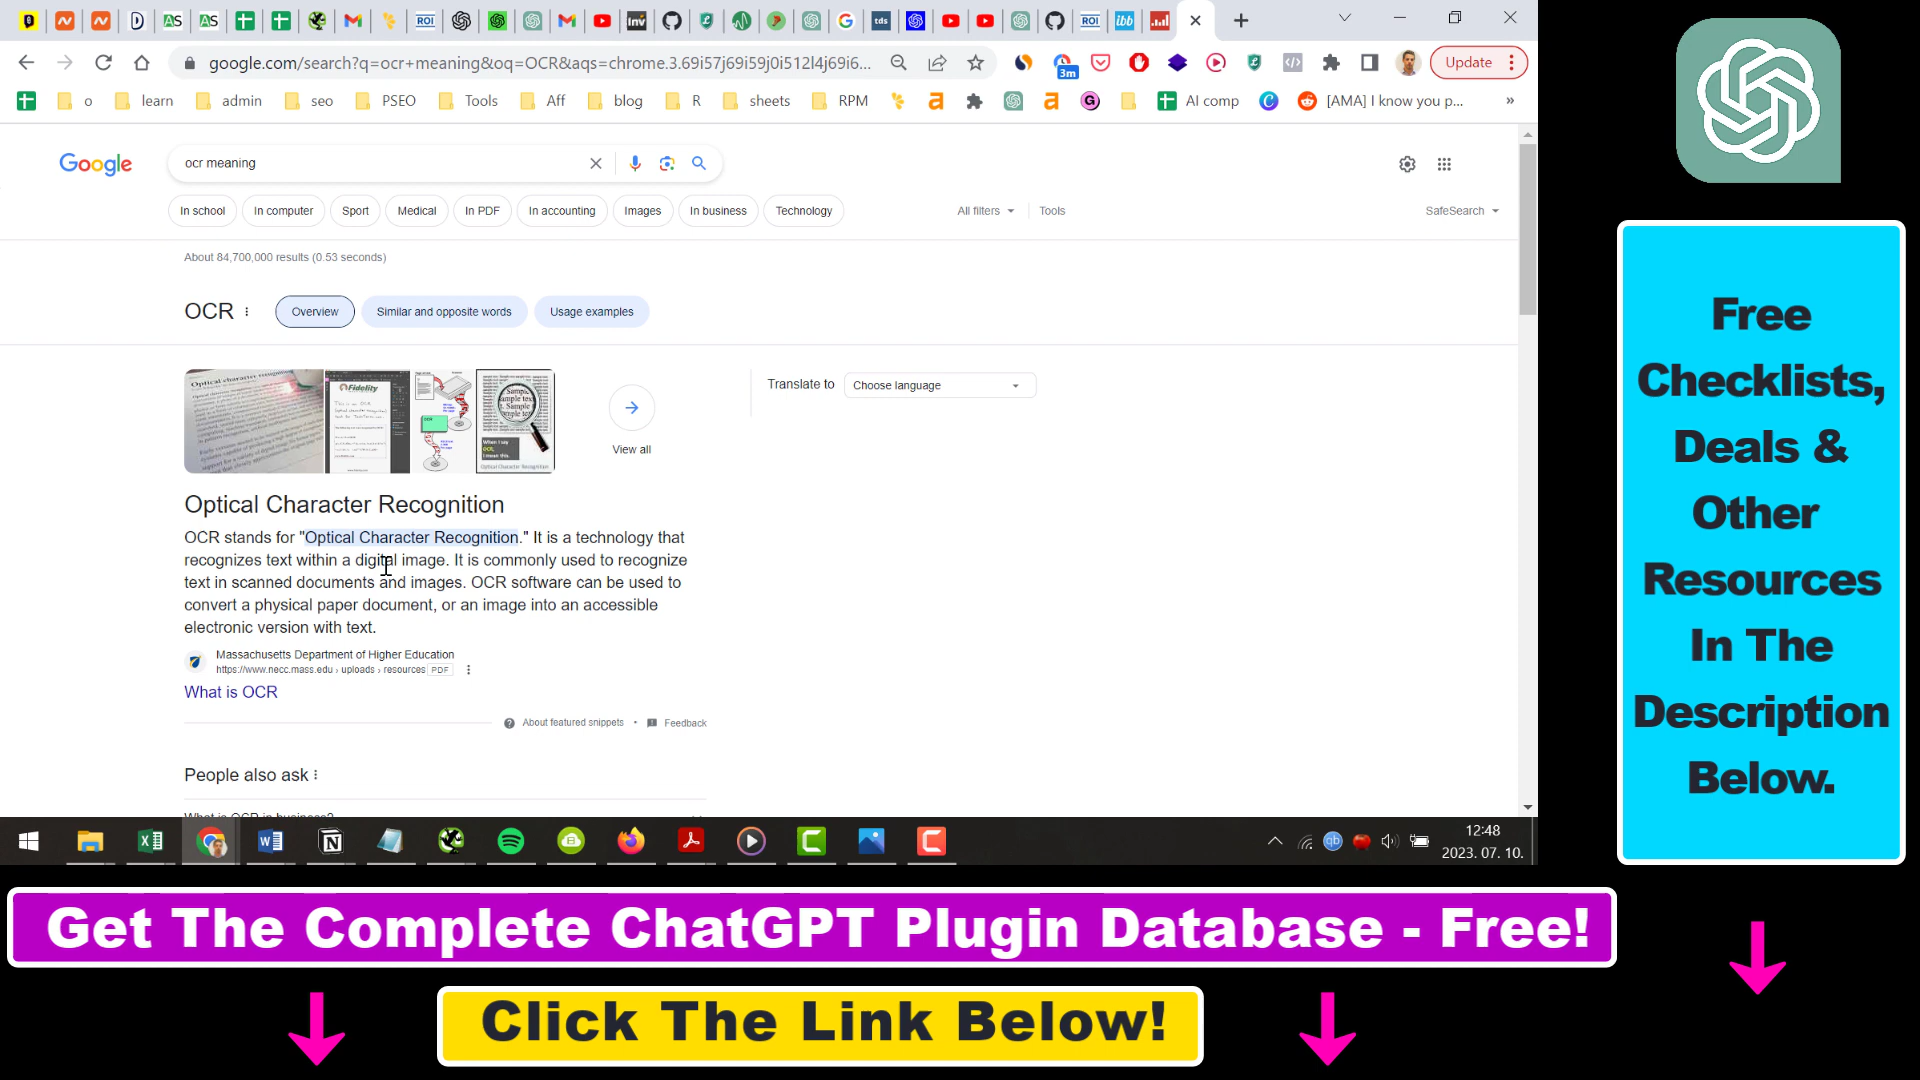 google.com/search?q=ocr+meaning&oq=OCR&aqs=chrome.3.69i57j69i59j0i512l4j69i6...
3m
Update
o
learn
admin
seo
PSEO
Tools
Aff
blog
R
sheets
RPM
AI comp
[AMA] I know you p...
»
Google
ocr meaning
In school
In computer
Sport
Medical
In PDF
In accounting
Images
In business
Technology
All filters
Tools
SafeSearch
About 84,700,000 results (0.53 seconds)
OCR
Overview
Similar and opposite words
Usage examples
View all
Translate to
Choose language
Optical Character Recognition
OCR stands for "Optical Character Recognition." It is a technology that
recognizes text within a digital image. It is commonly used to recognize
text in scanned documents and images. OCR software can be used to
convert a physical paper document, or an image into an accessible
electronic version with text.
Massachusetts Department of Higher Education
https://www.necc.mass.edu › uploads › resources PDF
What is OCR
About featured snippets • Feedback
People also ask
12:48
2023. 07. 10.
Free
Checklists,
Deals &
Other
Resources
In The
Description
Below.
Get The Complete ChatGPT Plugin Database - Free!
Click The Link Below!